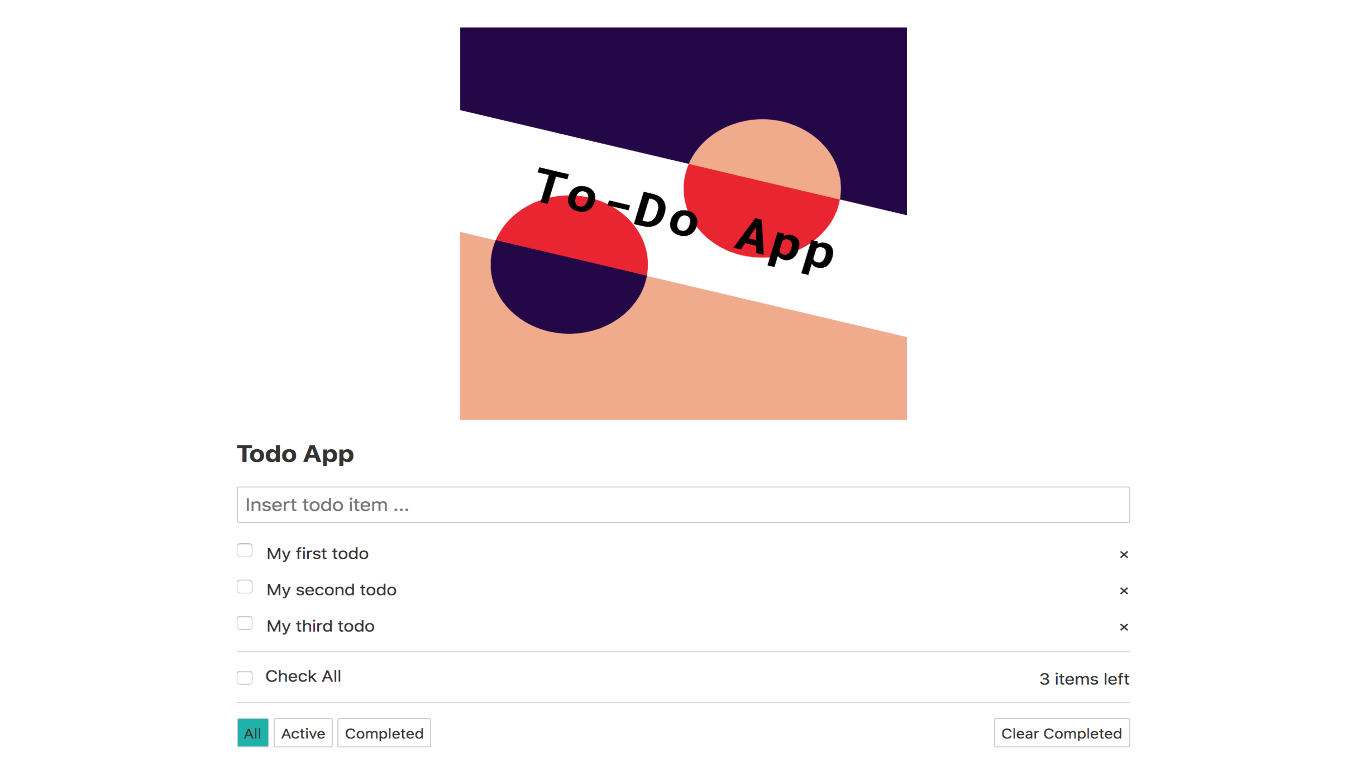 To-Do App
Todo App
Insert todo item ...
My first todo ×
My second todo ×
My third todo ×
Check All 3 items left
All Active Completed Clear Completed